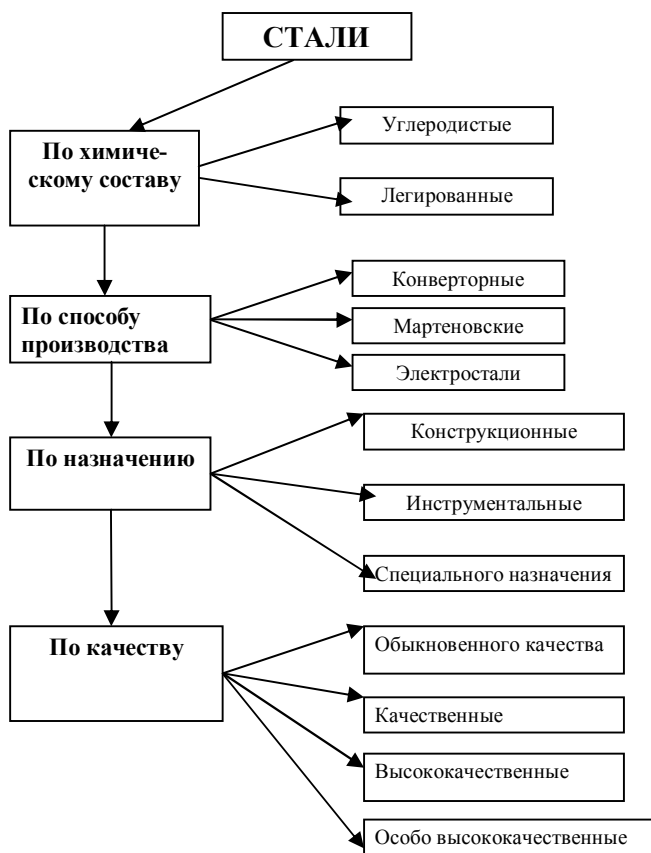 СТАЛИ
По химиче-
скому составу
Углеродистые
Легированные
По способу
производства
Конверторные
Мартеновские
Электростали
По назначению
Конструкционные
Инструментальные
Специального назначения
По качеству
Обыкновенного качества
Качественные
Высококачественные
Особо высококачественные